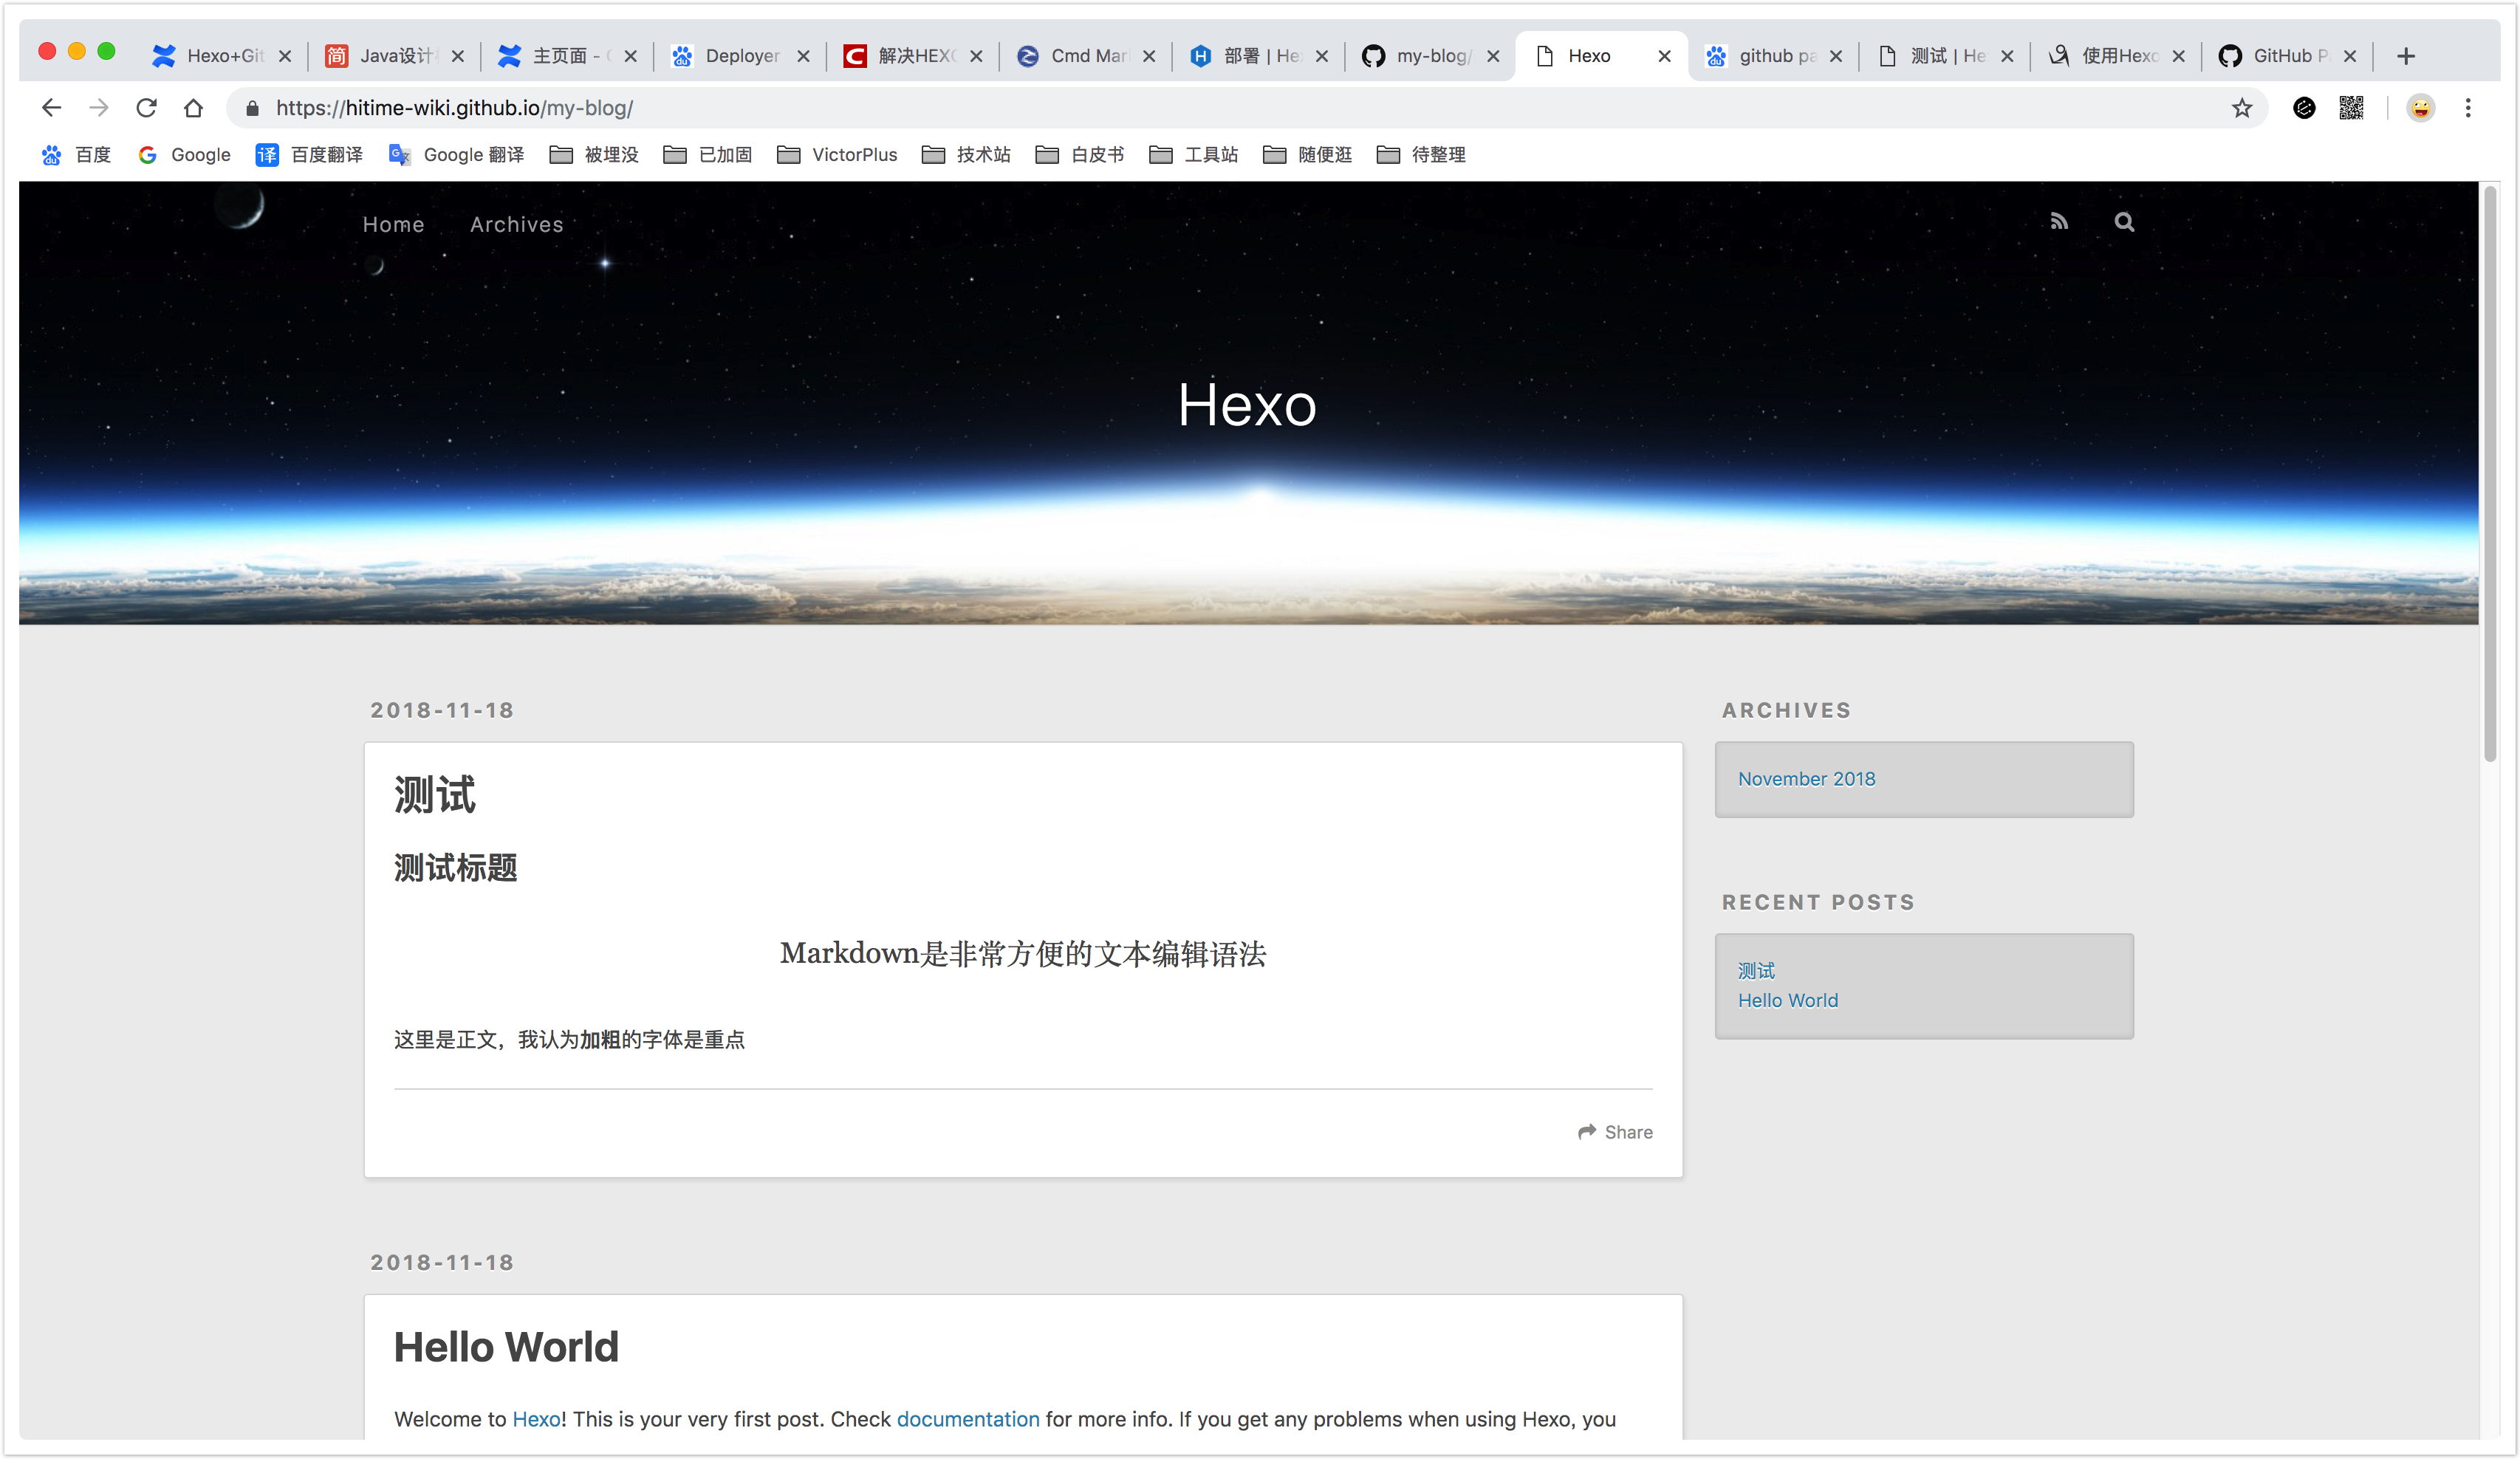 Hexo+Git
Java设计
主页面 - 
Deployer
解决HEXO
Cmd Mar
部署 | He
my-blog/
Hexo
github pa
测试 | He
使用Hexo
GitHub P
https://hitime-wiki.github.io/my-blog/
百度
Google
百度翻译
Google 翻译
被埋没
已加固
VictorPlus
技术站
白皮书
工具站
随便逛
待整理
Home
Archives
Hexo
2018-11-18
测试
测试标题
Markdown是非常方便的文本编辑语法
这里是正文，我认为加粗的字体是重点
Share
ARCHIVES
November 2018
RECENT POSTS
测试
Hello World
2018-11-18
Hello World
Welcome to Hexo! This is your very first post. Check documentation for more info. If you get any problems when using Hexo, you